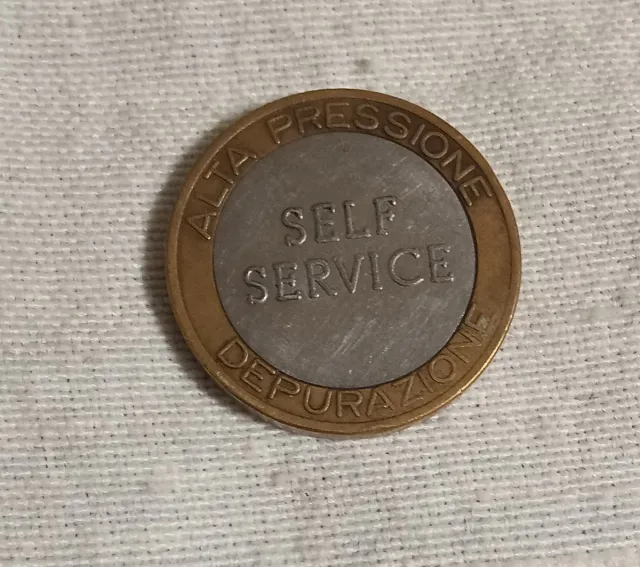 ALTA PRESSIONE
SELF
SERVICE
DEPURAZIONE